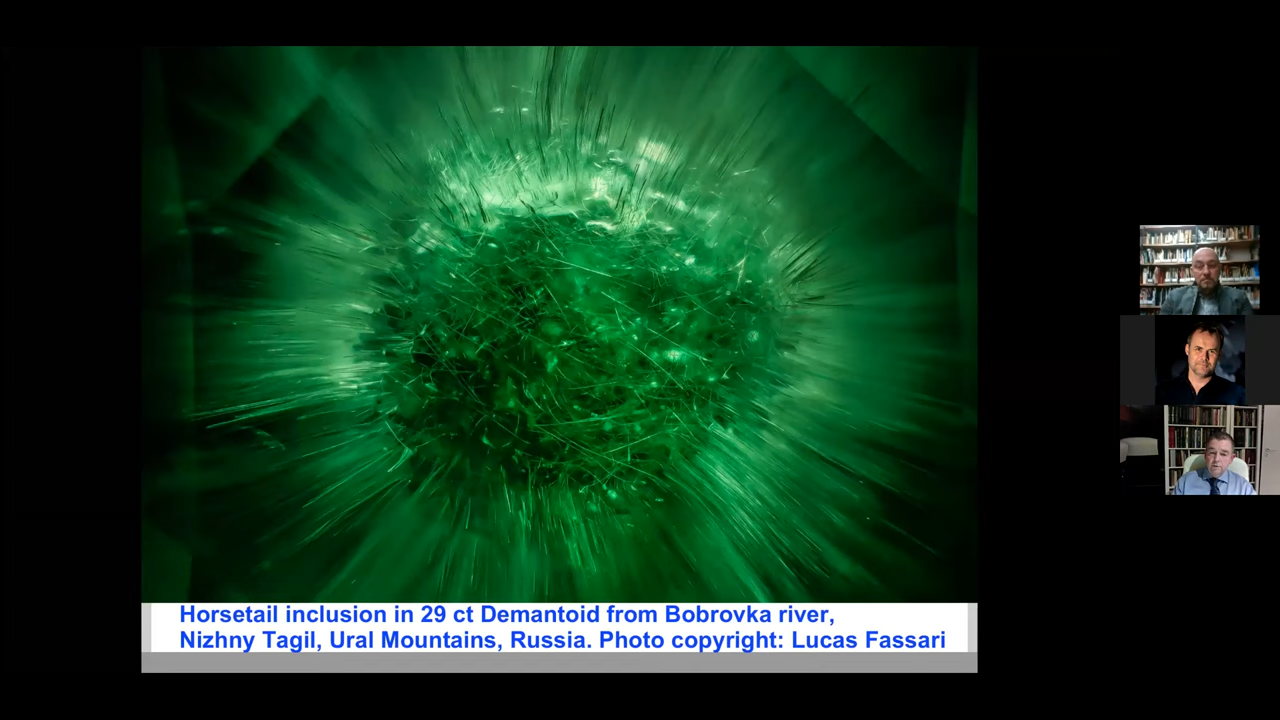 Horsetail inclusion in 29 ct Demantoid from Bobrovka river,
Nizhny Tagil, Ural Mountains, Russia. Photo copyright: Lucas Fassari